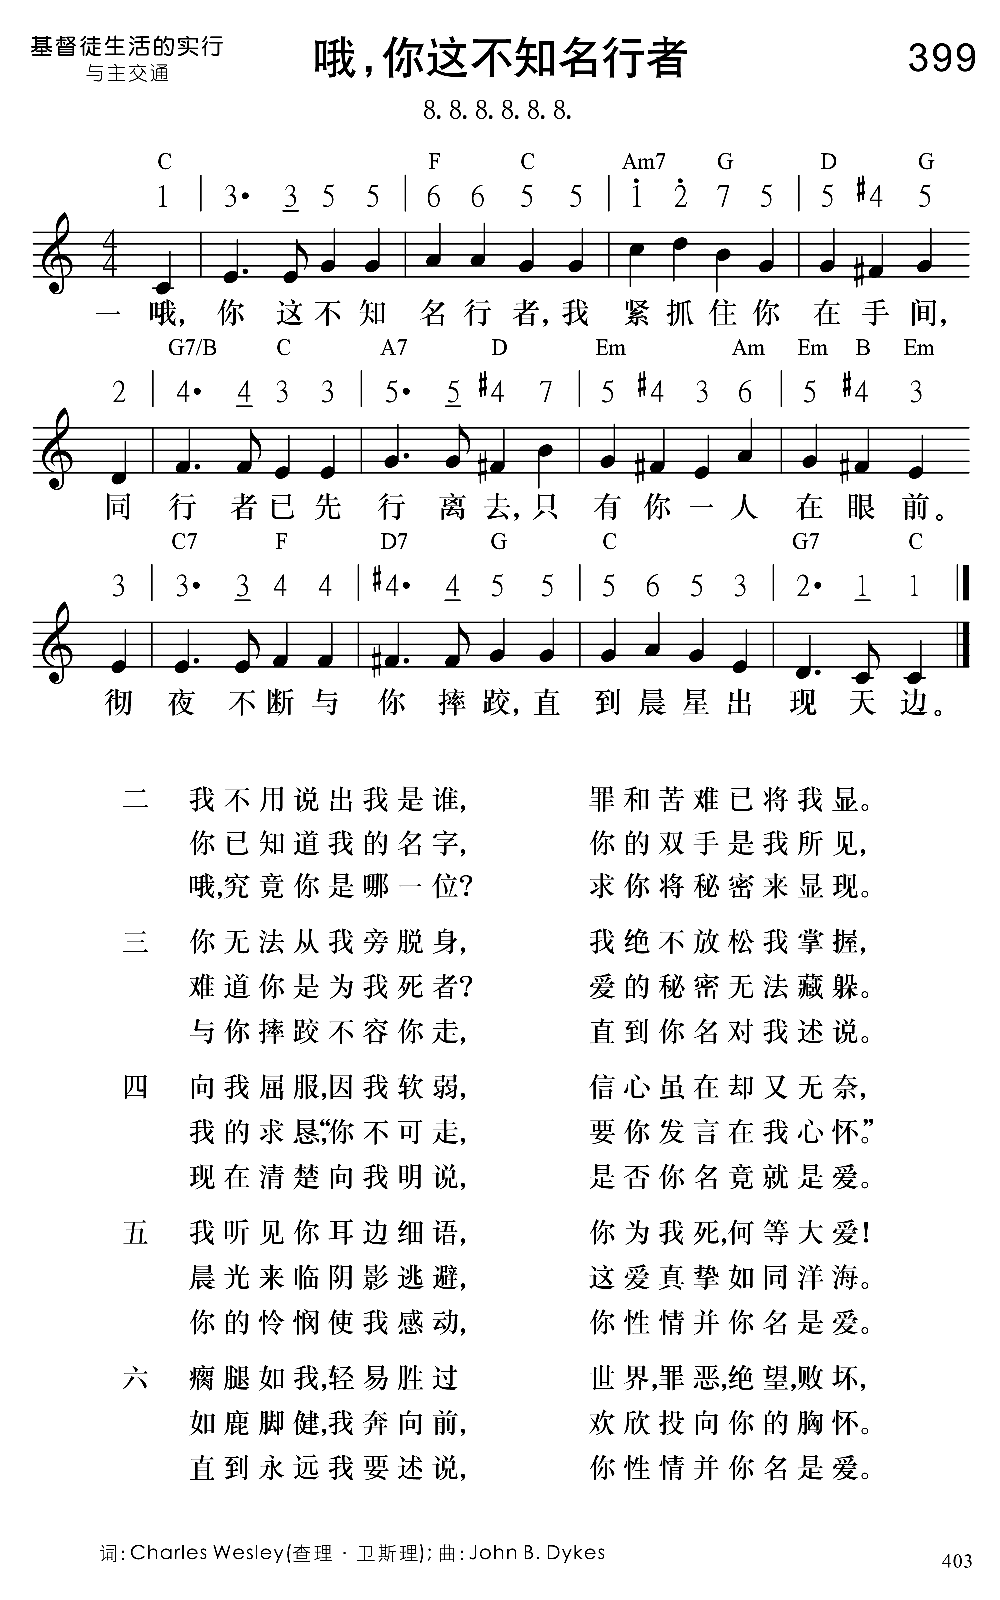 基督徒生活的实行
与主交通
哦,你这不知名行者
399
8. 8. 8. 8. 8. 8.
C F C Am7 G D G
1 | 3· 3 5 5 | 6 6 5 5 | 1̇ 2̇ 7 5 | 5 #4 5
4/4
一 哦, 你 这 不 知 名 行 者, 我 紧 抓 住 你 在 手 间,
G7/B C A7 D Em Am Em B Em
2 | 4· 4 3 3 | 5· 5 #4 7 | 5 #4 3 6 | 5 #4 3
同 行 者 已 先 行 离 去, 只 有 你 一 人 在 眼 前。
C7 F D7 G C G7 C
3 | 3· 3 4 4 | #4· 4 5 5 | 5 6 5 3 | 2· 1 1
彻 夜 不 断 与 你 摔 跤, 直 到 晨 星 出 现 天 边。
二 我不用说出我是谁, 罪和苦难已将我显。
你已知道我的名字, 你的双手是我所见,
哦,究竟你是哪一位? 求你将秘密来显现。
三 你无法从我旁脱身, 我绝不放松我掌握,
难道你是为我死者? 爱的秘密无法藏躲。
与你摔跤不容你走, 直到你名对我述说。
四 向我屈服,因我软弱, 信心虽在却又无奈,
我的求恳,“你不可走, 要你发言在我心怀。”
现在清楚向我明说, 是否你名竟就是爱。
五 我听见你耳边细语, 你为我死,何等大爱!
晨光来临阴影逃避, 这爱真挚如同洋海。
你的怜悯使我感动, 你性情并你名是爱。
六 瘸腿如我,轻易胜过 世界,罪恶,绝望,败坏,
如鹿脚健,我奔向前, 欢欣投向你的胸怀。
直到永远我要述说, 你性情并你名是爱。
词: Charles Wesley(查理·卫斯理); 曲: John B. Dykes
403